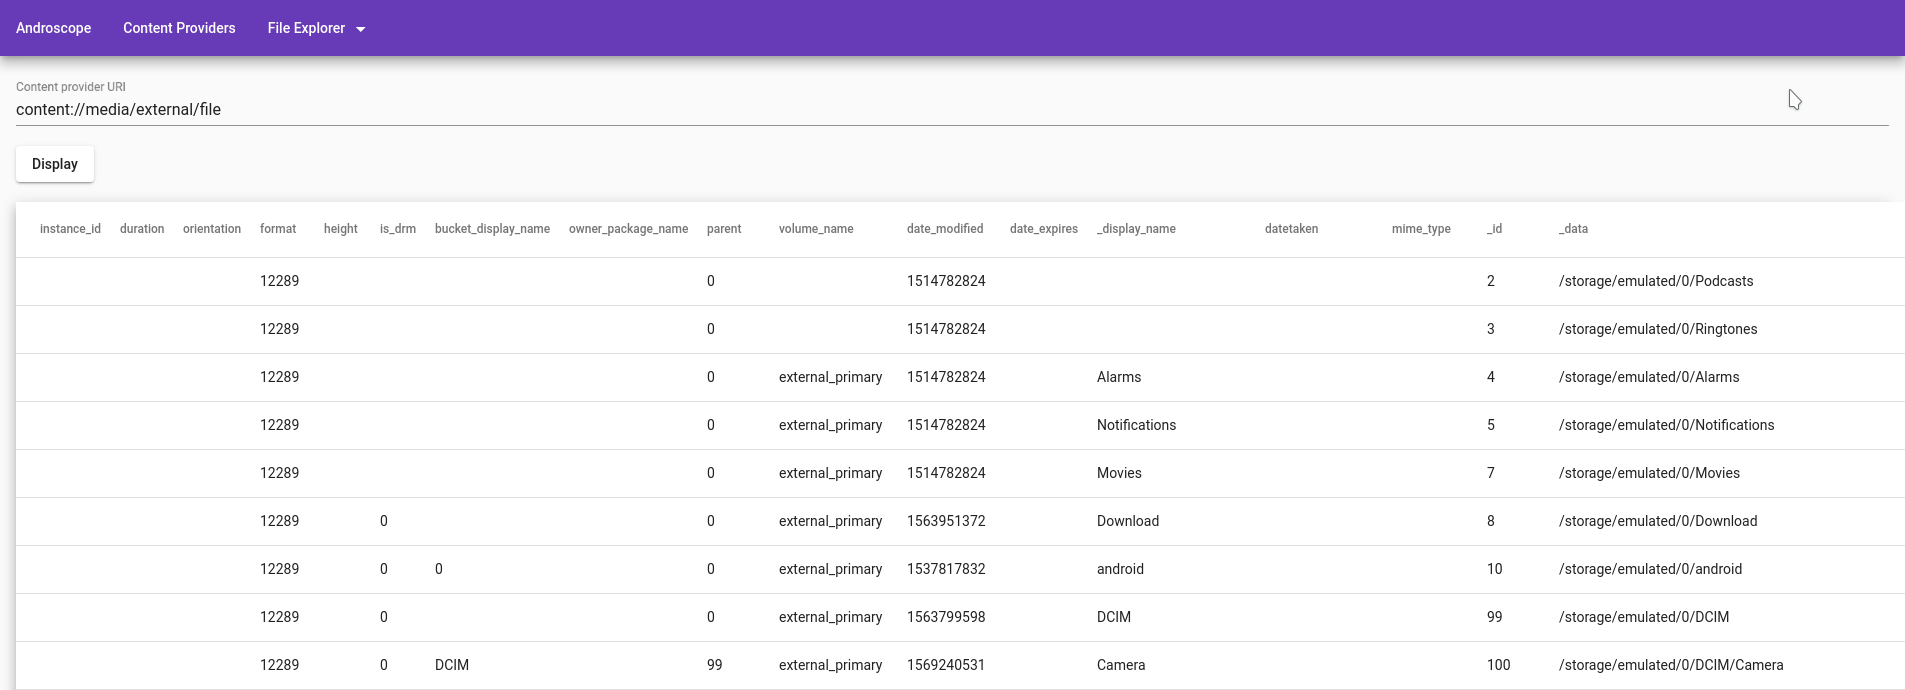 Androscope Content Providers File Explorer
Content provider URI
content://media/external/file
Display
instance_id duration orientation format height is_drm bucket_display_name owner_package_name parent volume_name date_modified date_expires _display_name datetaken mime_type _id _data
12289 0 1514782824 2 /storage/emulated/0/Podcasts
12289 0 1514782824 3 /storage/emulated/0/Ringtones
12289 0 external_primary 1514782824 Alarms 4 /storage/emulated/0/Alarms
12289 0 external_primary 1514782824 Notifications 5 /storage/emulated/0/Notifications
12289 0 external_primary 1514782824 Movies 7 /storage/emulated/0/Movies
12289 0 0 external_primary 1563951372 Download 8 /storage/emulated/0/Download
12289 0 0 0 external_primary 1537817832 android 10 /storage/emulated/0/android
12289 0 0 external_primary 1563799598 DCIM 99 /storage/emulated/0/DCIM
12289 0 DCIM 99 external_primary 1569240531 Camera 100 /storage/emulated/0/DCIM/Camera